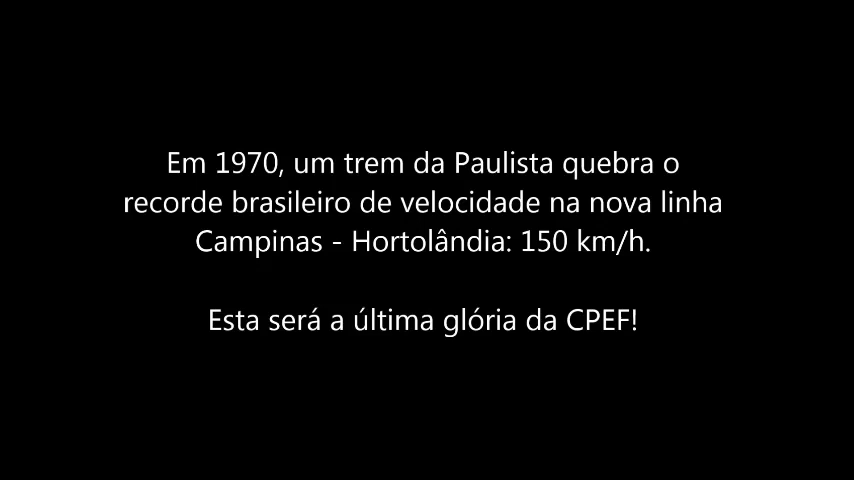 Em 1970, um trem da Paulista quebra o
recorde brasileiro de velocidade na nova linha
Campinas - Hortolândia: 150 km/h.
Esta será a última glória da CPEF!